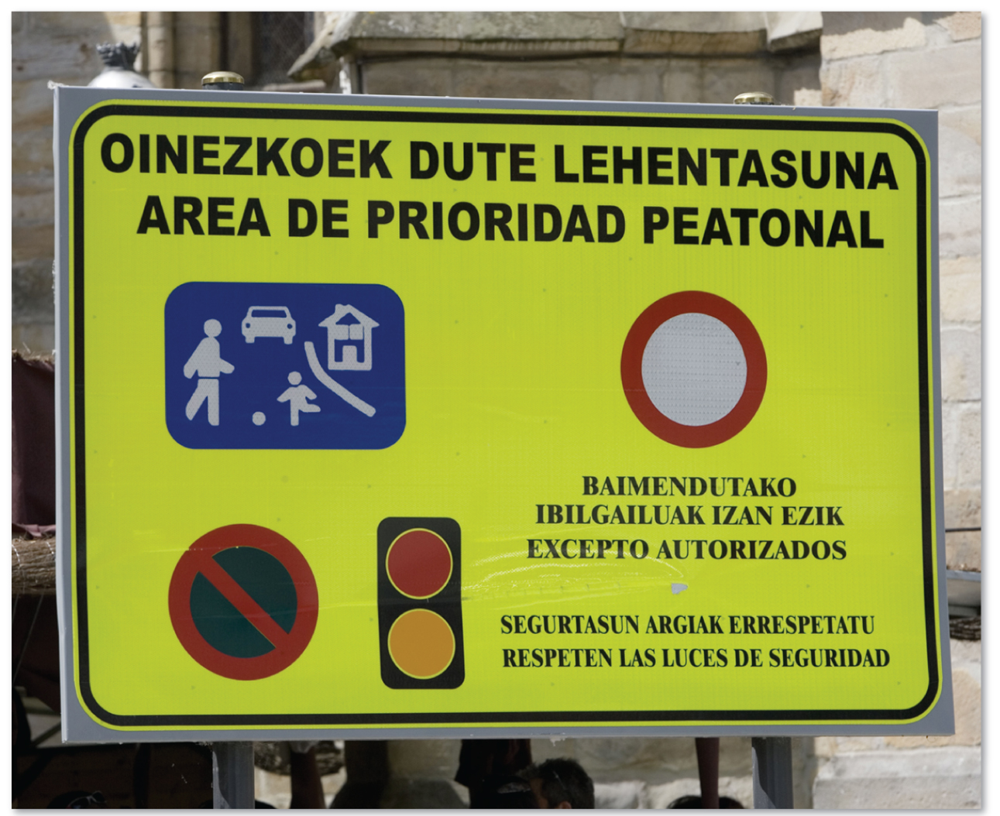 OINEZKOEK DUTE LEHENTASUNA
AREA DE PRIORIDAD PEATONAL
BAIMENDUTAKO
IBILGAILUAK IZAN EZIK
EXCEPTO AUTORIZADOS
SEGURTASUN ARGIAK ERRESPETATU
RESPETEN LAS LUCES DE SEGURIDAD